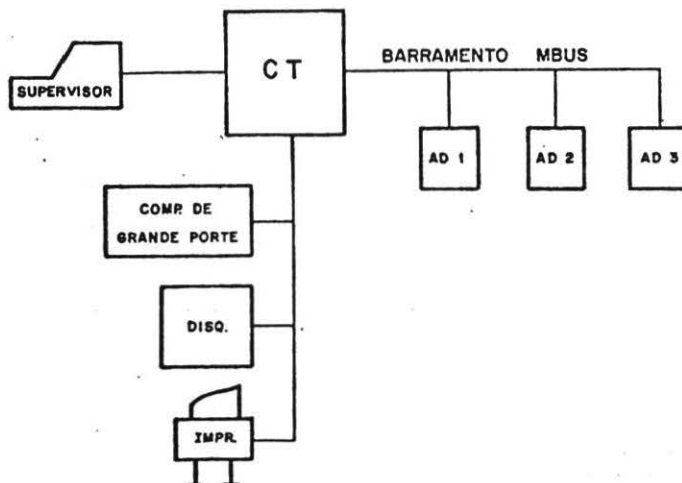 CT
BARRAMENTO MBUS
SUPERVISOR
AD 1
AD 2
AD 3
COMP. DE
GRANDE PORTE
DISQ.
IMPR.